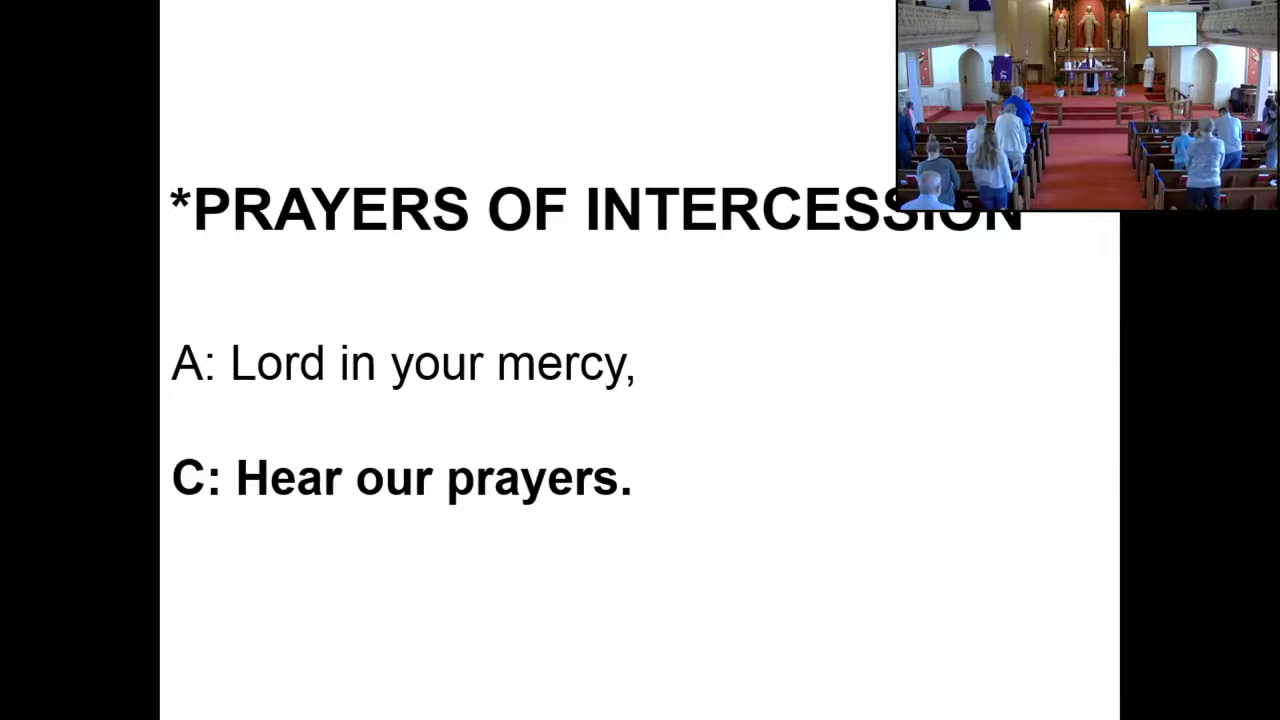 *PRAYERS OF INTERCESSION
A: Lord in your mercy,
C: Hear our prayers.